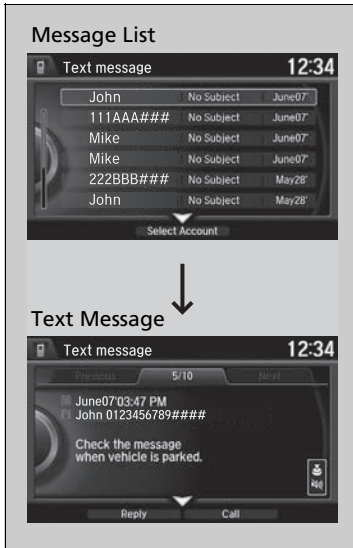 Message List
Text message 12:34
John No Subject June07'
111AAA### No Subject June07'
Mike No Subject June07'
Mike No Subject June07'
222BBB### No Subject May28'
John No Subject May28'
Select Account
Text Message
Text message 12:34
Previous 5/10 Next
June07'03:47 PM
John 0123456789####
Check the message
when vehicle is parked.
Reply Call